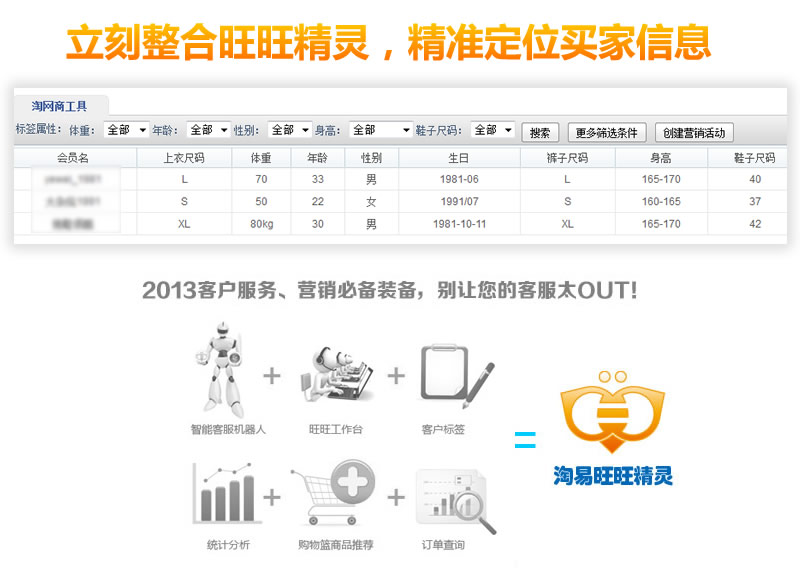 立刻整合旺旺精灵，精准定位买家信息
淘网商工具
标签属性： 体重： 全部 年龄： 全部 性别： 全部 身高： 全部 鞋子尺码： 全部 搜索 更多筛选条件 创建营销活动
会员名 上衣尺码 体重 年龄 性别 生日 裤子尺码 身高 鞋子尺码
L 70 33 男 1981-06 L 165-170 40
S 50 22 女 1991/07 S 160-165 37
XL 80kg 30 男 1981-10-11 XL 165-170 42
2013客户服务、营销必备装备，别让您的客服太OUT!
+ +
智能客服机器人 旺旺工作台 客户标签
=
淘易旺旺精灵
+ +
统计分析 购物篮商品推荐 订单查询